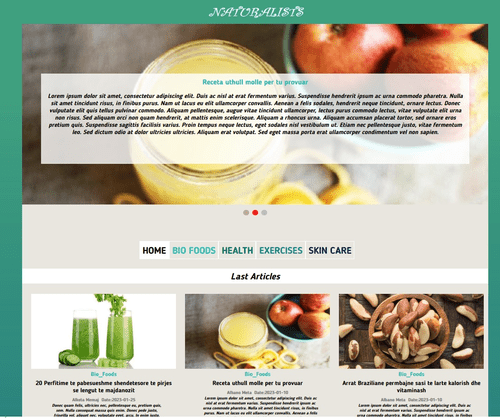 NATURALISTS
Receta uthull molle per tu provuar
Lorem ipsum dolor sit amet, consectetur adipiscing elit. Duis ac nisl at erat fermentum varius. Suspendisse hendrerit ipsum ac urna commodo pharetra. Nulla
sit amet tincidunt risus, in finibus purus. Nam ut lacus eu elit ullamcorper convallis. Aenean a felis sodales, hendrerit neque tincidunt, ornare lectus. Donec
vulputate elit quis tellus pulvinar commodo. Aliquam pellentesque, augue vitae tincidunt ullamcorper, lectus purus commodo lectus, vitae vulputate elit urna
non risus. Sed aliquam orci non quam hendrerit, at mattis enim scelerisque. Aliquam a rhoncus urna. Aliquam accumsan placerat tortor, sed ornare eros
pretium quis. Suspendisse sagittis facilisis varius. Proin tempus neque lectus, eget sodales nisl vestibulum ut. Etiam nec pellentesque justo, vitae fermentum
leo. Sed dictum odio at dolor ultricies ultricies. Aliquam erat volutpat. Sed eget massa porta erat ullamcorper condimentum vel non sapien.
HOME BIO FOODS HEALTH EXERCISES SKIN CARE
Last Articles
Bio_Foods
20 Perfitime te pabesueshme shendetesore te pirjes
se lengut te majdanozit
Albata Memaj Date:2023-01-25
Donec quam felis, ultricies nec, pellentesque eu, pretium quis,
sem. Nulla consequat massa quis enim. Donec pede justo,
fringilla vel, aliquet nec, vulputate eget, arcu. In enim justo,
Bio_Foods
Receta uthull molle per tu provuar
Albano Meta Date:2023-01-19
Lorem ipsum dolor sit amet, consectetur adipiscing elit. Duis ac
nisl at erat fermentum varius. Suspendisse hendrerit ipsum ac
urna commodo pharetra. Nulla sit amet tincidunt risus, in finibus
purus. Nam ut lacus eu elit ullamcorper convallis. Aenean a felis
Bio_Foods
Arrat Braziliane permbajne sasi te larte kalorish dhe
vitaminash
Albano Meta Date:2023-01-16
Lorem ipsum dolor sit amet, consectetur adipiscing elit. Duis ac
nisl at erat fermentum varius. Suspendisse hendrerit ipsum ac
urna commodo pharetra. Nulla sit amet tincidunt risus, in finibus